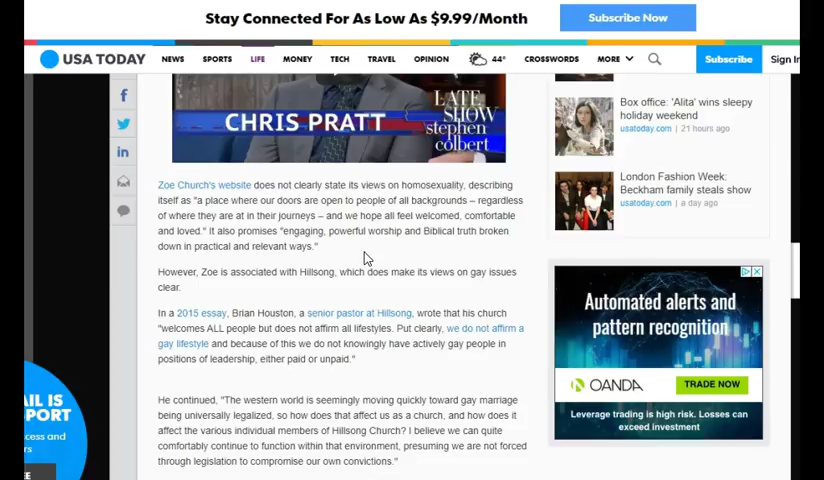 Stay Connected For As Low As $9.99/Month
Subscribe Now
USA TODAY
NEWS
SPORTS
LIFE
MONEY
TECH
TRAVEL
OPINION
44°
CROSSWORDS
MORE
Subscribe
Sign In
CHRIS PRATT
LATE
SHOW
stephen
colbert
Zoe Church's website does not clearly state its views on homosexuality, describing
itself as "a place where our doors are open to people of all backgrounds – regardless
of where they are at in their journeys – and we hope all feel welcomed, comfortable
and loved." It also promises "engaging, powerful worship and Biblical truth broken
down in practical and relevant ways."
However, Zoe is associated with Hillsong, which does make its views on gay issues
clear.
In a 2015 essay, Brian Houston, a senior pastor at Hillsong, wrote that his church
"welcomes ALL people but does not affirm all lifestyles. Put clearly, we do not affirm a
gay lifestyle and because of this we do not knowingly have actively gay people in
positions of leadership, either paid or unpaid."
He continued, "The western world is seemingly moving quickly toward gay marriage
being universally legalized, so how does that affect us as a church, and how does it
affect the various individual members of Hillsong Church? I believe we can quite
comfortably continue to function within that environment, presuming we are not forced
through legislation to compromise our own convictions."
Box office: 'Alita' wins sleepy
holiday weekend
usatoday.com | 21 hours ago
London Fashion Week:
Beckham family steals show
usatoday.com | a day ago
Automated alerts and
pattern recognition
OANDA
TRADE NOW
Leverage trading is high risk. Losses can
exceed investment